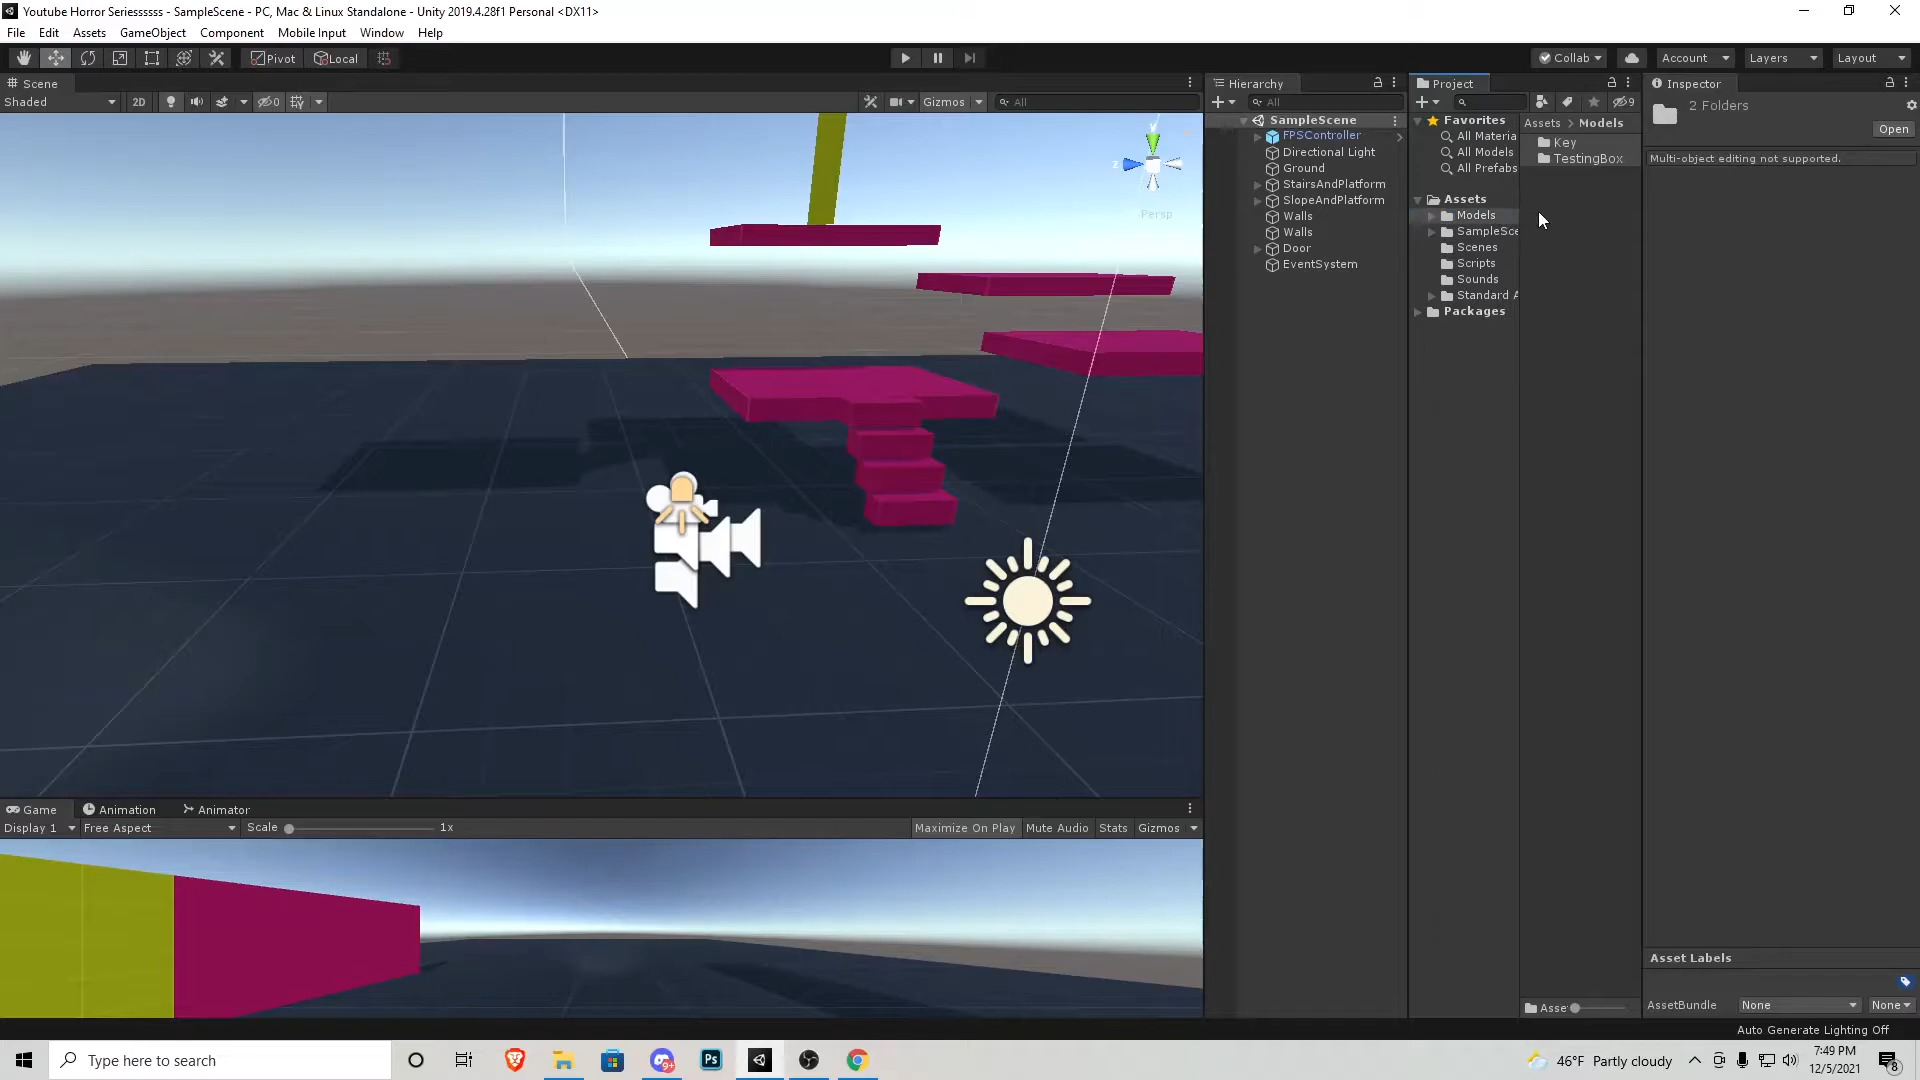 Youtube Horror Seriessssss - SampleScene - PC, Mac & Linux Standalone - Unity 2019.4.28f1 Personal <DX11>
File Edit Assets GameObject Component Mobile Input Window Help
Pivot Local Collab Account Layers Layout
Scene Hierarchy Project Inspector
Shaded 2D 0 Gizmos All All 9
2 Folders
Open
Multi-object editing not supported.
SampleScene
FPSController
Directional Light
Ground
StairsAndPlatform
SlopeAndPlatform
Walls
Walls
Door
EventSystem
Favorites
All Materia
All Models
All Prefabs
Assets
Models
SampleSce
Scenes
Scripts
Sounds
Standard A
Packages
Assets > Models
Key
TestingBox
y
z
Persp
Game Animation Animator
Display 1 Free Aspect Scale 1x Maximize On Play Mute Audio Stats Gizmos
Asse
Asset Labels
AssetBundle None None
Auto Generate Lighting Off
Type here to search
9+
Ps
46°F Partly cloudy
7:49 PM
12/5/2021
8